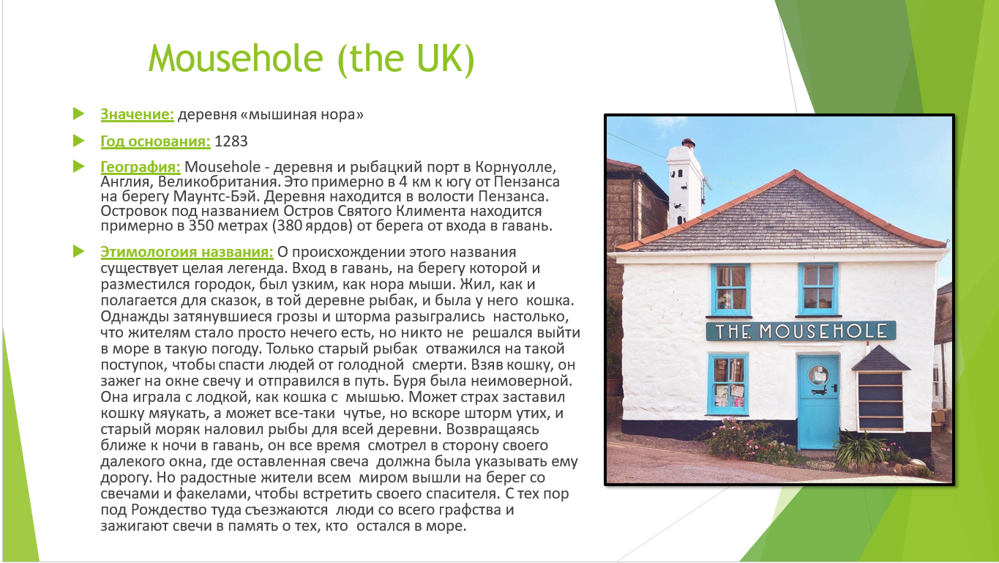 Mousehole (the UK)
Значение: деревня «мышиная нора»
Год основания: 1283
География: Mousehole - деревня и рыбацкий порт в Корнуолле,
Англия, Великобритания. Это примерно в 4 км к югу от Пензанса
на берегу Маунтс-Бэй. Деревня находится в волости Пензанса.
Островок под названием Остров Святого Климента находится
примерно в 350 метрах (380 ярдов) от берега от входа в гавань.
Этимологоия названия: О происхождении этого названия
существует целая легенда. Вход в гавань, на берегу которой и
разместился городок, был узким, как нора мыши. Жил, как и
полагается для сказок, в той деревне рыбак, и была у него кошка.
Однажды затянувшиеся грозы и шторма разыгрались настолько,
что жителям стало просто нечего есть, но никто не решался выйти
в море в такую погоду. Только старый рыбак отважился на такой
поступок, чтобы спасти людей от голодной смерти. Взяв кошку, он
зажег на окне свечу и отправился в путь. Буря была неимоверной.
Она играла с лодкой, как кошка с мышью. Может страх заставил
кошку мяукать, а может все-таки чутье, но вскоре шторм утих, и
старый моряк наловил рыбы для всей деревни. Возвращаясь
ближе к ночи в гавань, он все время смотрел в сторону своего
далекого окна, где оставленная свеча должна была указывать ему
дорогу. Но радостные жители всем миром вышли на берег со
свечами и факелами, чтобы встретить своего спасителя. С тех пор
под Рождество туда съезжаются люди со всего графства и
зажигают свечи в память о тех, кто остался в море.
THE MOUSEHOLE